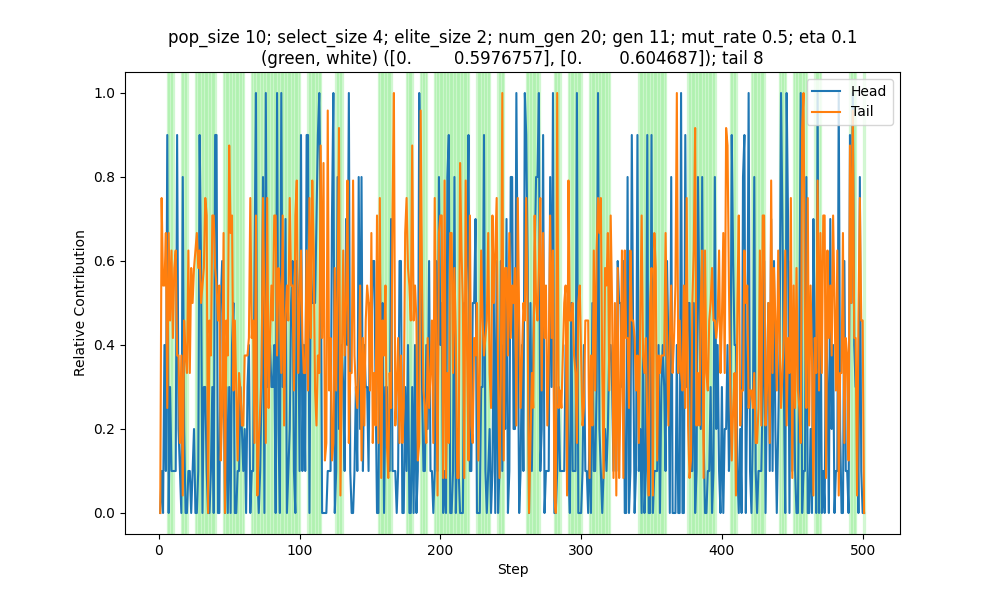 pop_size 10; select_size 4; elite_size 2; num_gen 20; gen 11; mut_rate 0.5; eta 0.1
(green, white) ([0. 0.5976757], [0. 0.604687]); tail 8
Head
Tail
1.0
0.8
0.6
0.4
0.2
0.0
Relative Contribution
0 100 200 300 400 500
Step